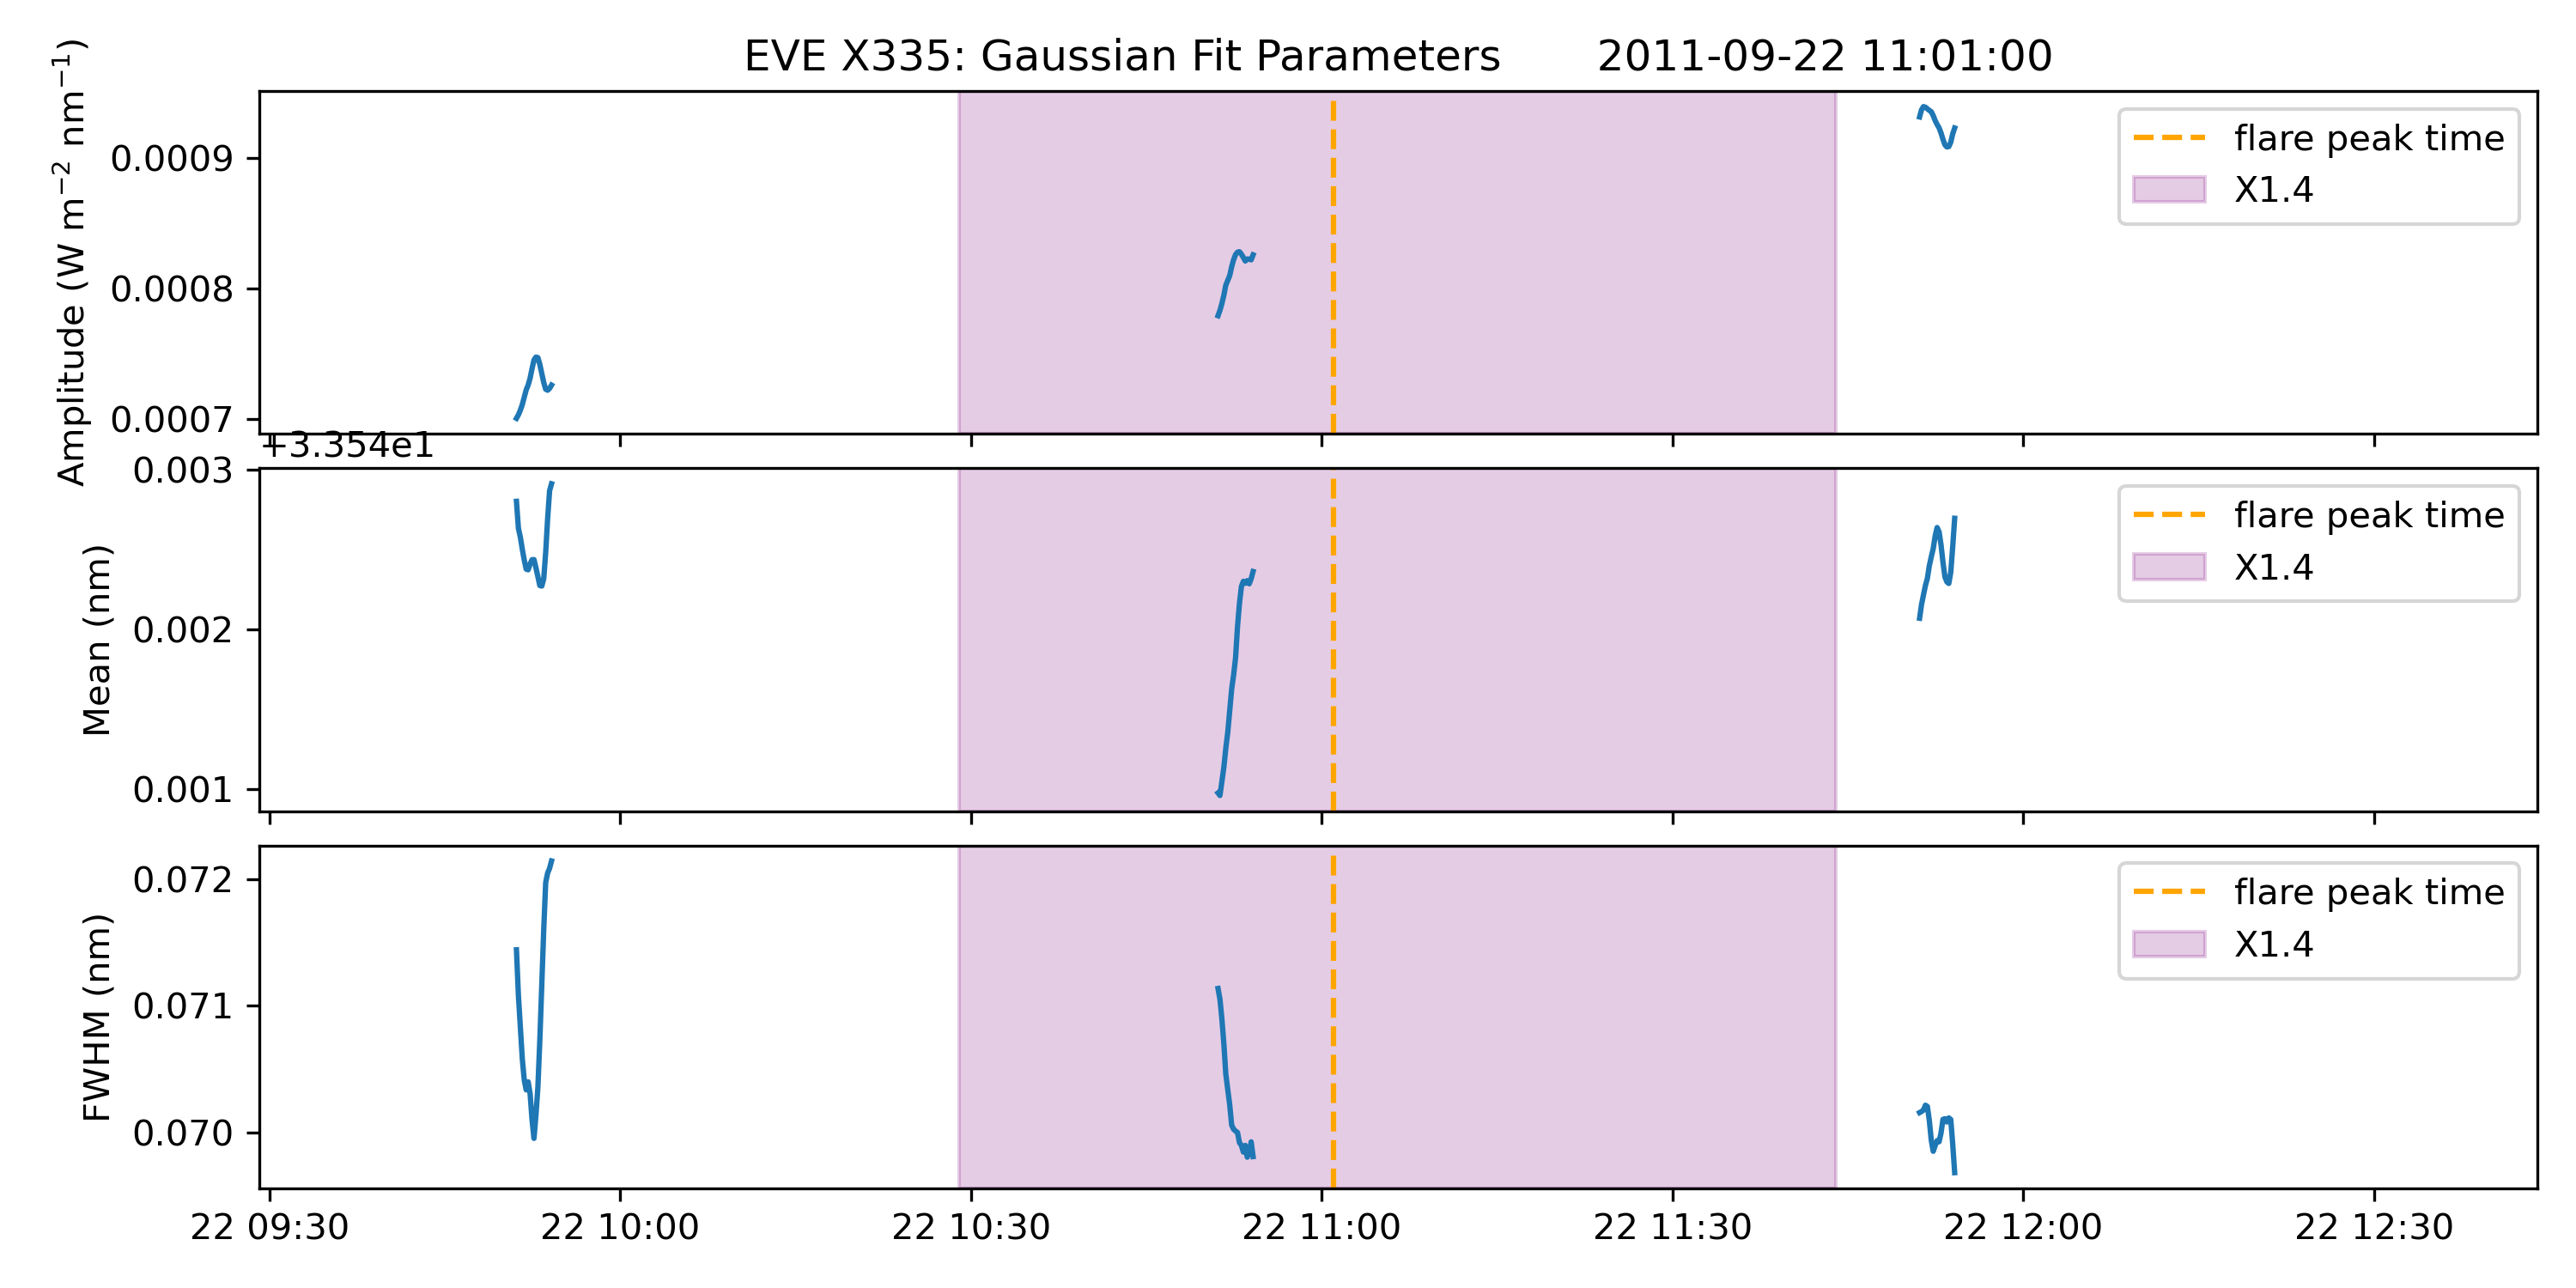 EVE X335: Gaussian Fit Parameters 2011-09-22 11:01:00
Amplitude (W m⁻² nm⁻¹)
0.0009
0.0008
0.0007
flare peak time
X1.4
+3.354e1
Mean (nm)
0.003
0.002
0.001
flare peak time
X1.4
FWHM (nm)
0.072
0.071
0.070
flare peak time
X1.4
22 09:30 22 10:00 22 10:30 22 11:00 22 11:30 22 12:00 22 12:30